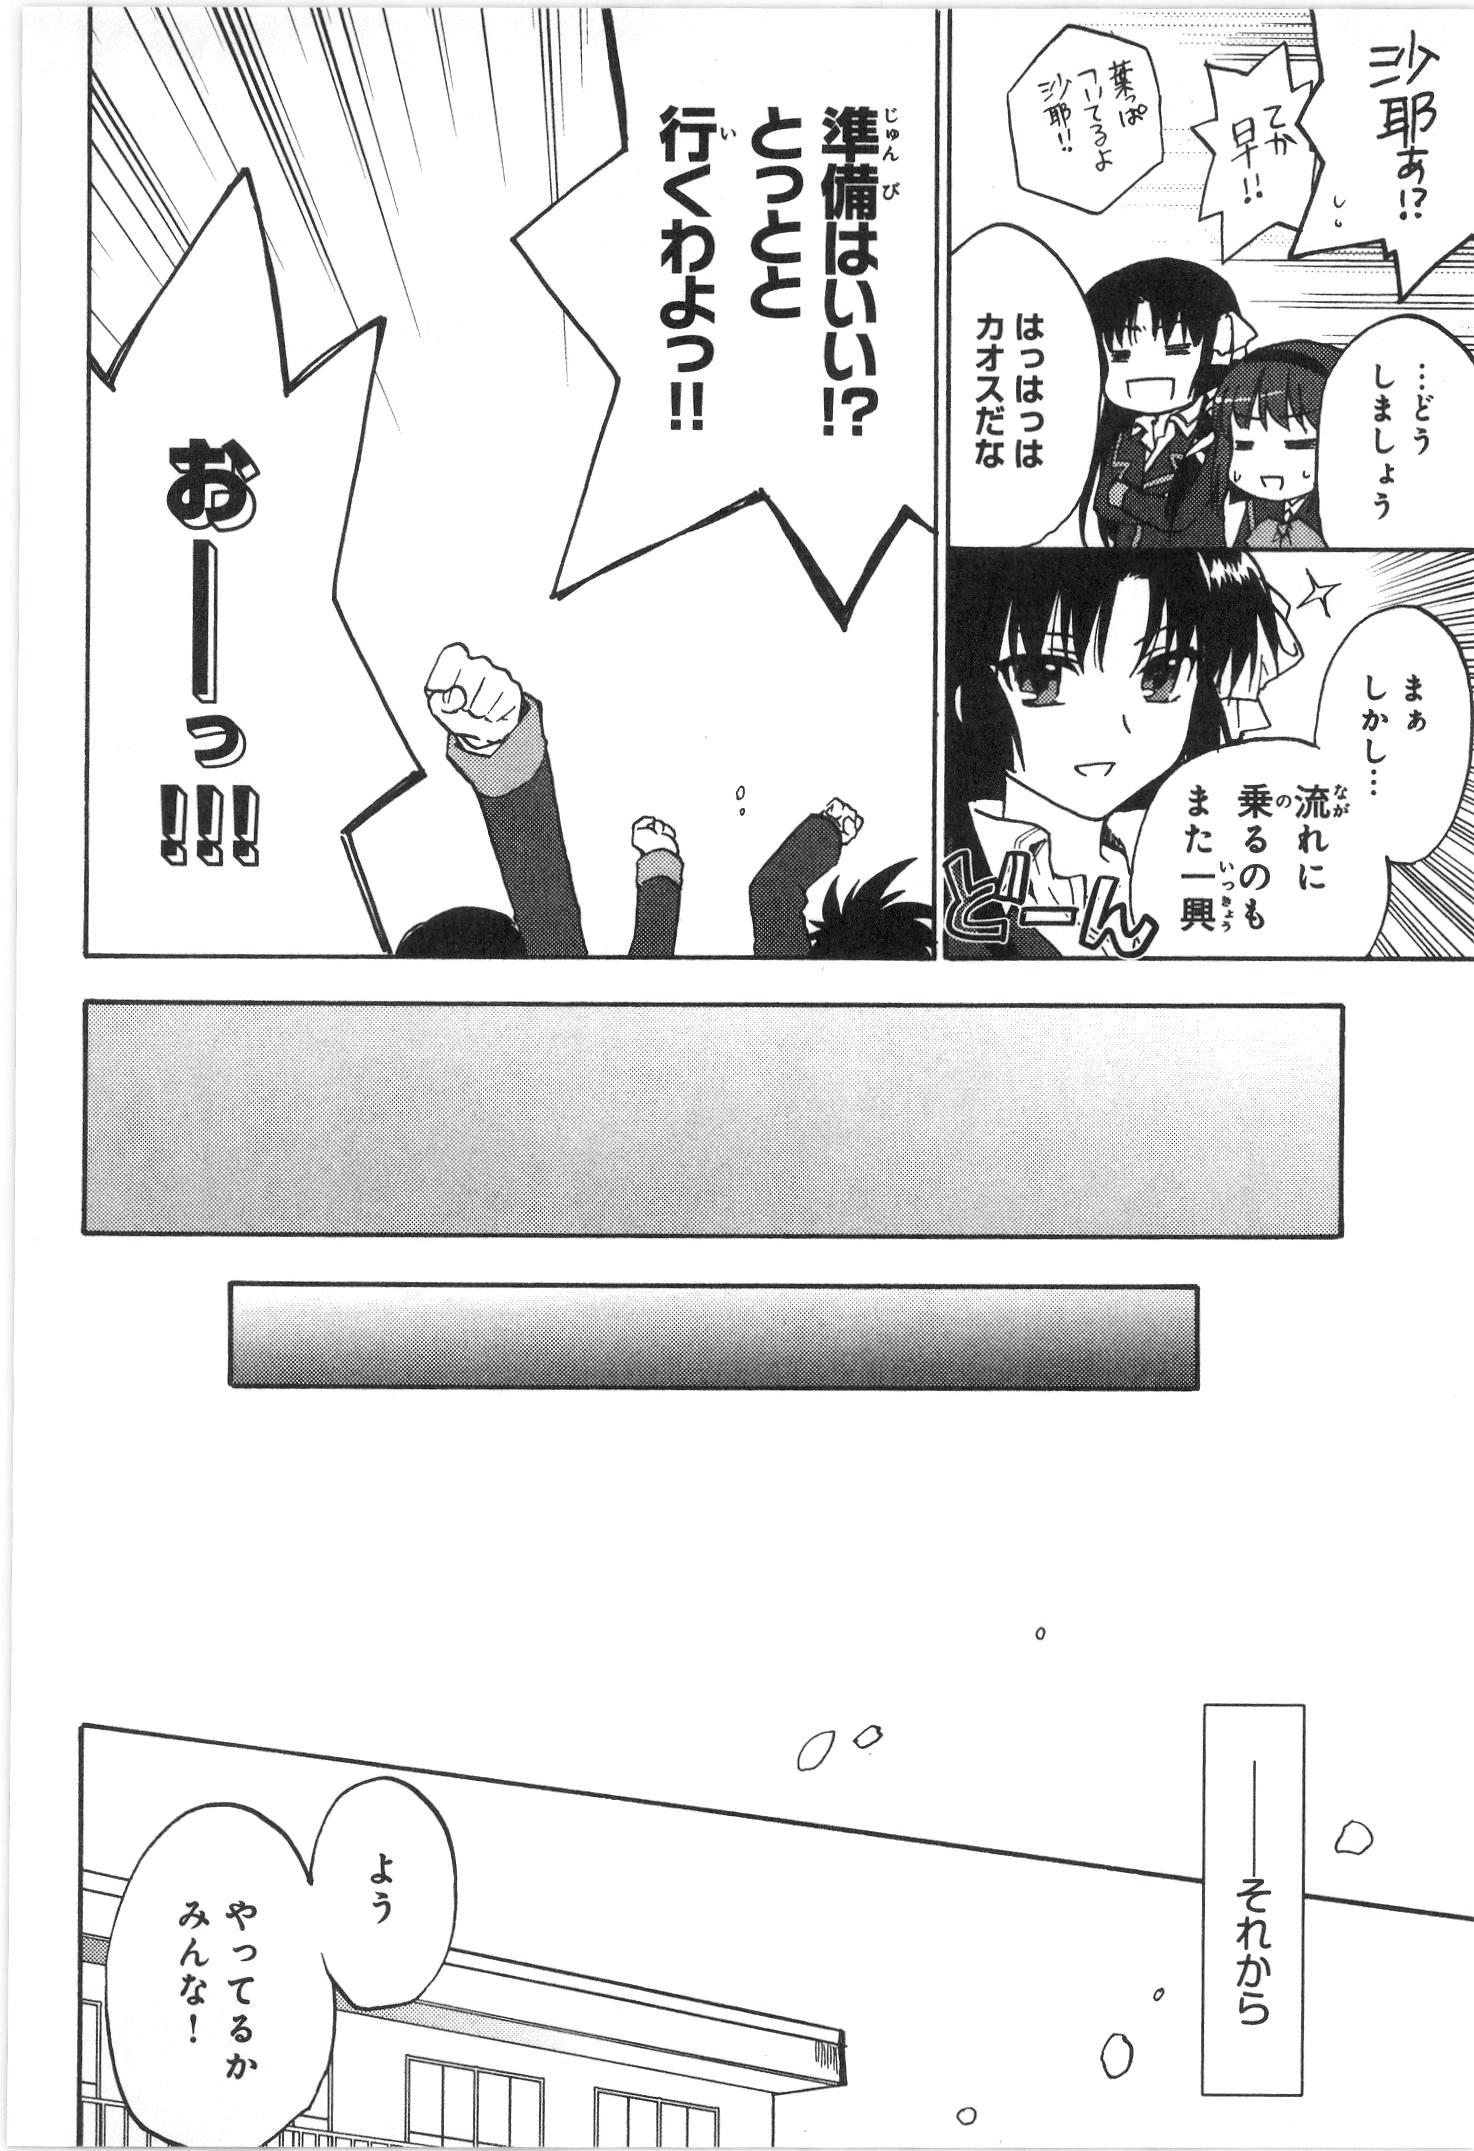 沙耶ぁ!?
てか
早!!
葉っぱ
ついてるよ
沙耶!!
…どう
しましょう
はっはっは
カオスだな
まぁ
しかし…
流れに
乗るのも
また一興
どーん
準備はいい!?
とっとと
行くわよっ!!
おーっ!!!
――それから
よう
やってるか
みんな!